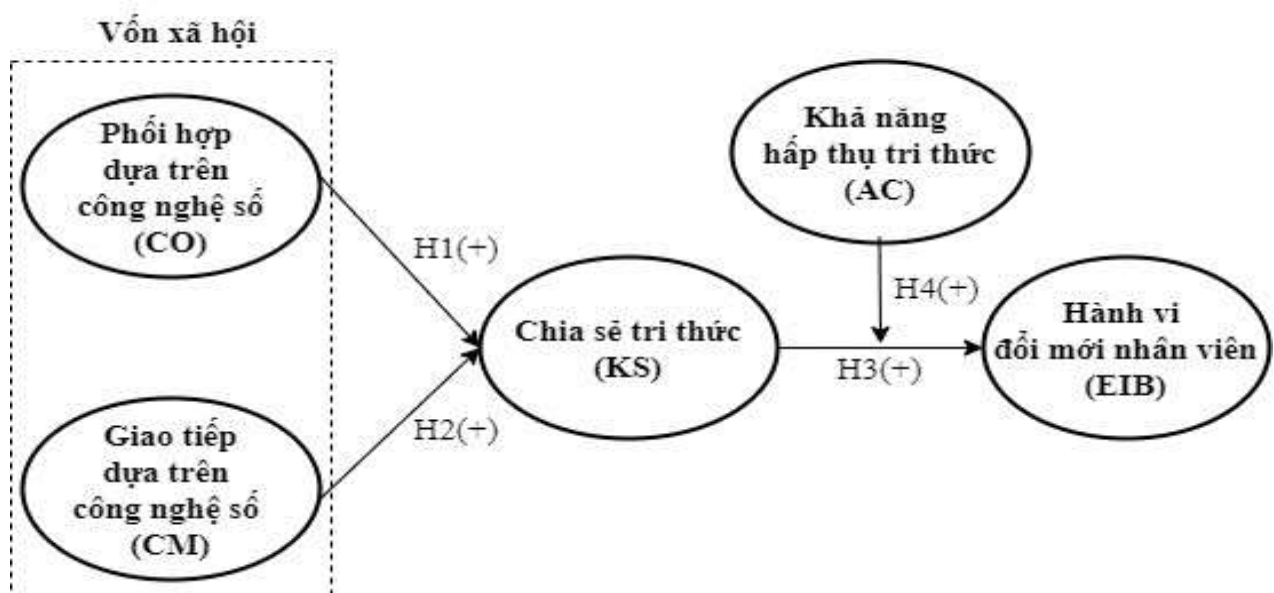 Vốn xã hội
Phối hợp
dựa trên
công nghệ số
(CO)
Khả năng
hấp thụ tri thức
(AC)
H1(+)
H4(+)
Chia sẻ tri thức
(KS)
H3(+)
Hành vi
đổi mới nhân viên
(EIB)
H2(+)
Giao tiếp
dựa trên
công nghệ số
(CM)